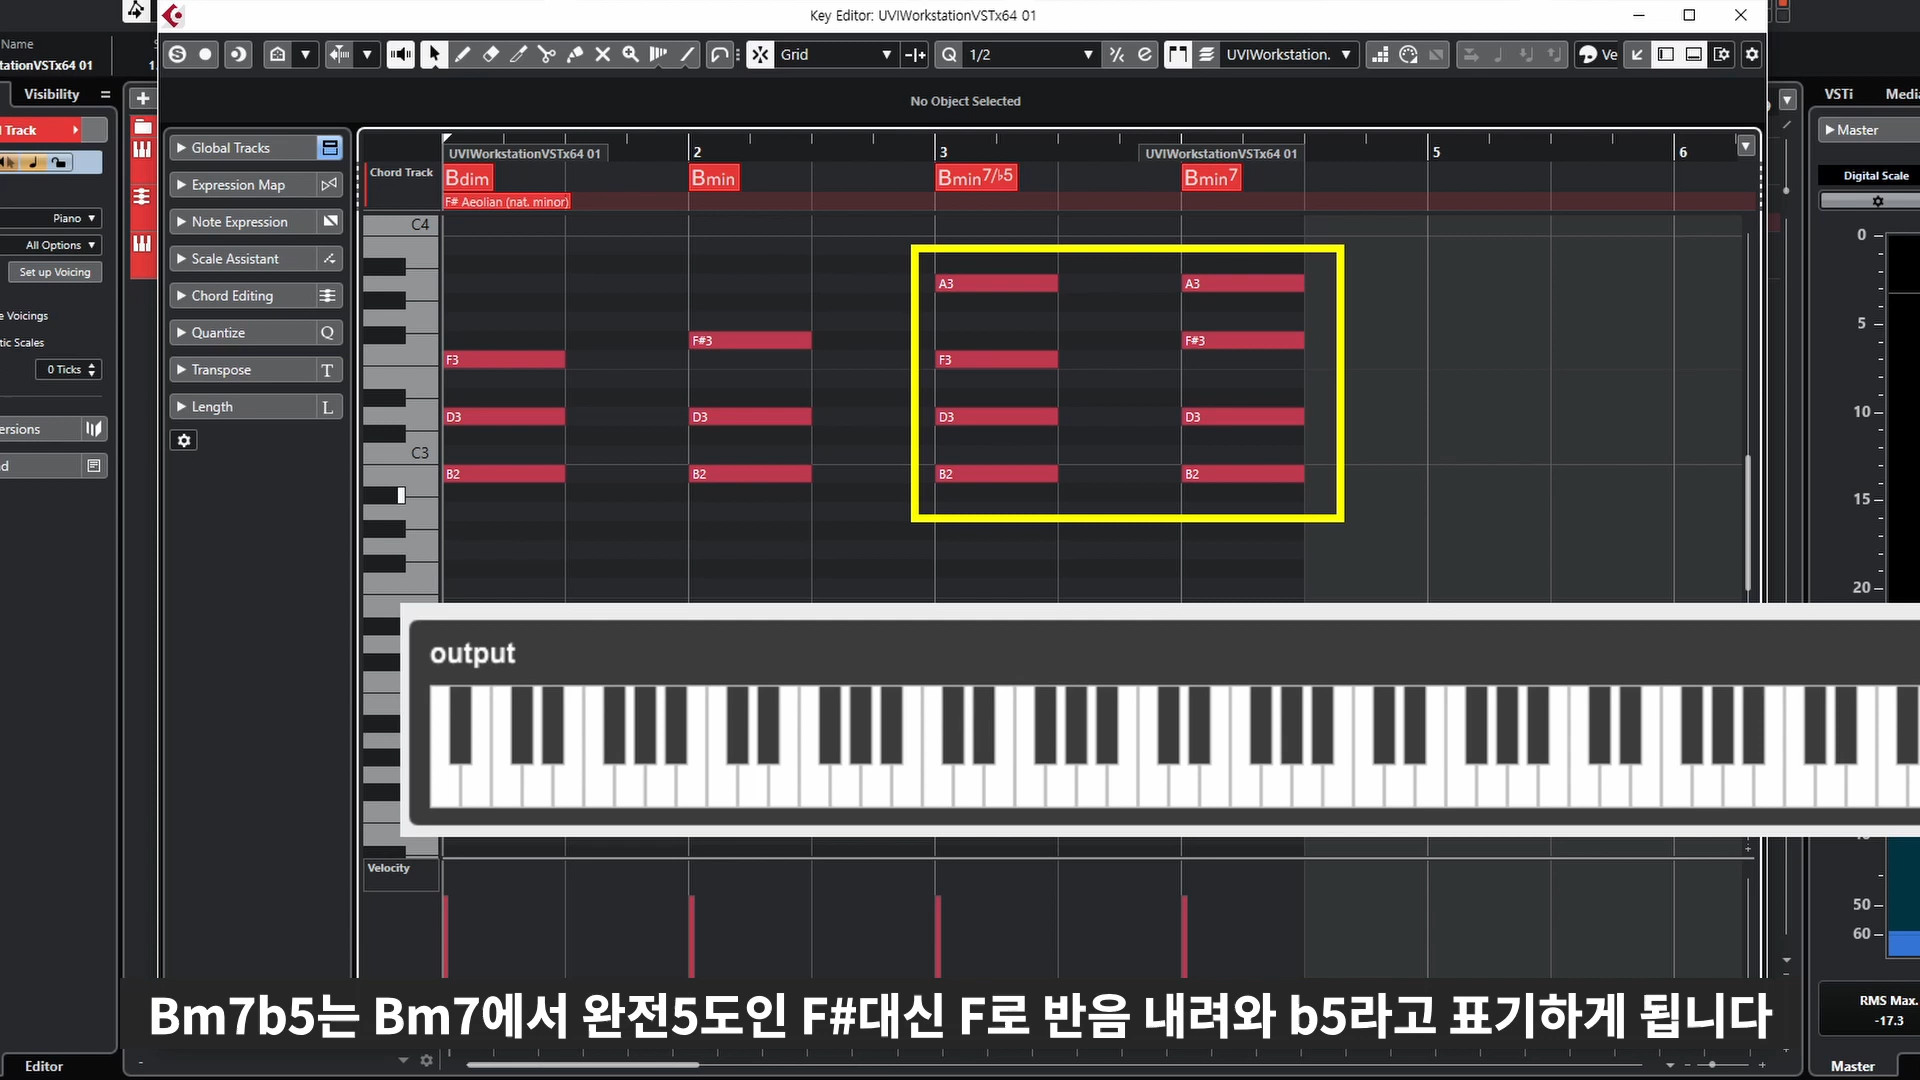 Key Editor: UVIWorkstationVSTx64 01
Name
tationVSTx64 01
Grid
1/2
UVIWorkstation.
Ve
No Object Selected
Visibility
VSTi
Media
d Track
Master
Global Tracks
UVIWorkstationVSTx64 01
2
3
UVIWorkstationVSTx64 01
5
6
Chord Track
Bdim
Bmin
Bmin7/♭5
Bmin7
Digital Scale
Expression Map
F# Aeolian (nat. minor)
Piano
Note Expression
C4
0
All Options
Scale Assistant
Set up Voicing
Chord Editing
A3
A3
e Voicings
5
Quantize
Q
F#3
F#3
tic Scales
F3
F3
0 Ticks
Transpose
T
Length
L
D3
D3
D3
D3
10
ersions
C3
d
B2
B2
B2
B2
15
20
output
Velocity
50
60
Bm7b5는 Bm7에서 완전5도인 F#대신 F로 반음 내려와 b5라고 표기하게 됩니다
RMS Max.
-17.3
Editor
Master